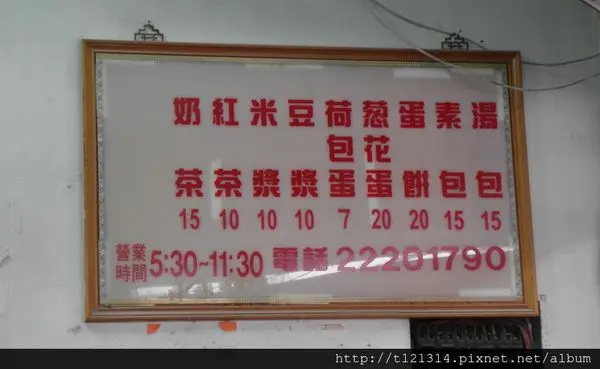 湯包 15
素包 15
蛋餅 20
葱花蛋 20
荷包蛋 7
豆漿 10
米漿 10
紅茶 10
奶茶 15
營業時間 5:30~11:30 電話 22201790
http://t121314.pixnet.net/album